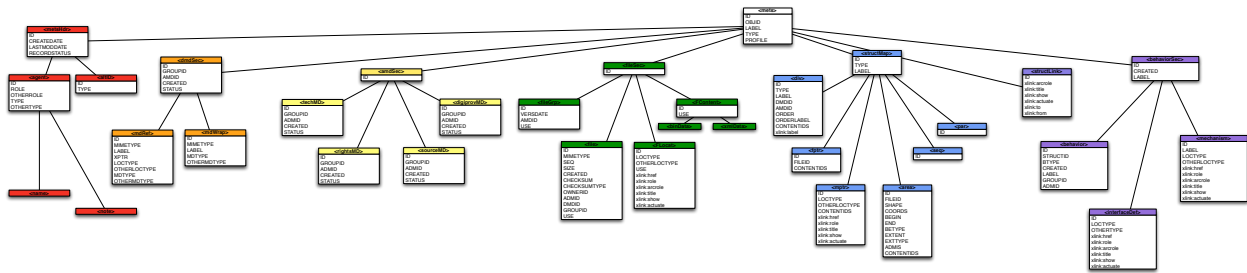 <mets>
ID
OBJID
LABEL
TYPE
PROFILE
<metsHdr>
ID
CREATEDATE
LASTMODDATE
RECORDSTATUS
<agent>
ID
ROLE
OTHERROLE
TYPE
OTHERTYPE
<altID>
ID
TYPE
<name>
<note>
<dmdSec>
ID
GROUPID
ADMID
CREATED
STATUS
<mdRef>
ID
MIMETYPE
LABEL
XPTR
LOCTYPE
OTHERLOCTYPE
MDTYPE
OTHERMDTYPE
<mdWrap>
ID
MIMETYPE
LABEL
MDTYPE
OTHERMDTYPE
<amdSec>
ID
<techMD>
ID
GROUPID
ADMID
CREATED
STATUS
<rightsMD>
ID
GROUPID
ADMID
CREATED
STATUS
<sourceMD>
ID
GROUPID
ADMID
CREATED
STATUS
<digiprovMD>
ID
GROUPID
ADMID
CREATED
STATUS
<fileSec>
ID
<fileGrp>
ID
VERSDATE
ADMID
USE
<file>
ID
MIMETYPE
SEQ
SIZE
CREATED
CHECKSUM
CHECKSUMTYPE
OWNERID
ADMID
DMDID
GROUPID
USE
<FLocat>
ID
LOCTYPE
OTHERLOCTYPE
USE
xlink:href
xlink:role
xlink:arcrole
xlink:title
xlink:show
xlink:actuate
<FContent>
ID
USE
<binData>
<xmlData>
<structMap>
ID
TYPE
LABEL
<div>
ID
TYPE
LABEL
DMDID
ADMID
ORDER
ORDERLABEL
CONTENTIDS
xlink:label
<fptr>
ID
FILEID
CONTENTIDS
<mptr>
ID
LOCTYPE
OTHERLOCTYPE
CONTENTIDS
xlink:href
xlink:role
xlink:title
xlink:show
xlink:actuate
<area>
ID
FILEID
SHAPE
COORDS
BEGIN
END
BETYPE
EXTENT
EXTTYPE
ADMIS
CONTENTIDS
<seq>
ID
<par>
ID
<structLink>
ID
xlink:arcrole
xlink:title
xlink:show
xlink:actuate
xlink:to
xlink:from
<behaviorSec>
ID
CREATED
LABEL
<behavior>
ID
STRUCTID
BTYPE
CREATED
LABEL
GROUPID
ADMID
<interfaceDef>
ID
LOCTYPE
OTHERTYPE
xlink:href
xlink:role
xlink:arcrole
xlink:title
xlink:show
xlink:actuate
<mechanism>
ID
LABEL
LOCTYPE
OTHERLOCTYPE
xlink:href
xlink:role
xlink:arcrole
xlink:title
xlink:show
xlink:actuate